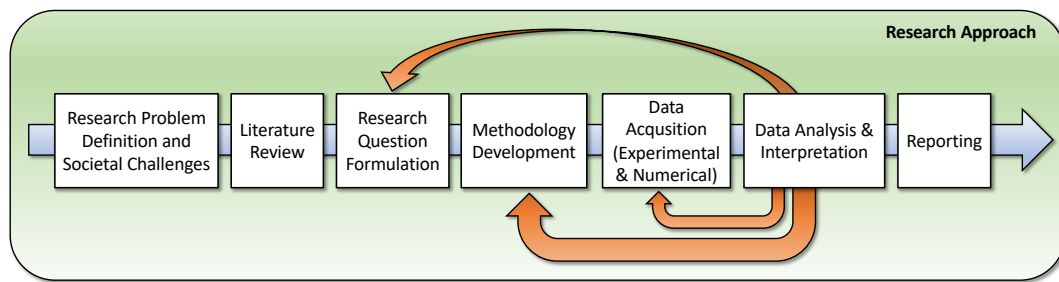 Research Approach
Research Problem
Definition and
Societal Challenges
Literature
Review
Research
Question
Formulation
Methodology
Development
Data
Acqusition
(Experimental
& Numerical)
Data Analysis &
Interpretation
Reporting